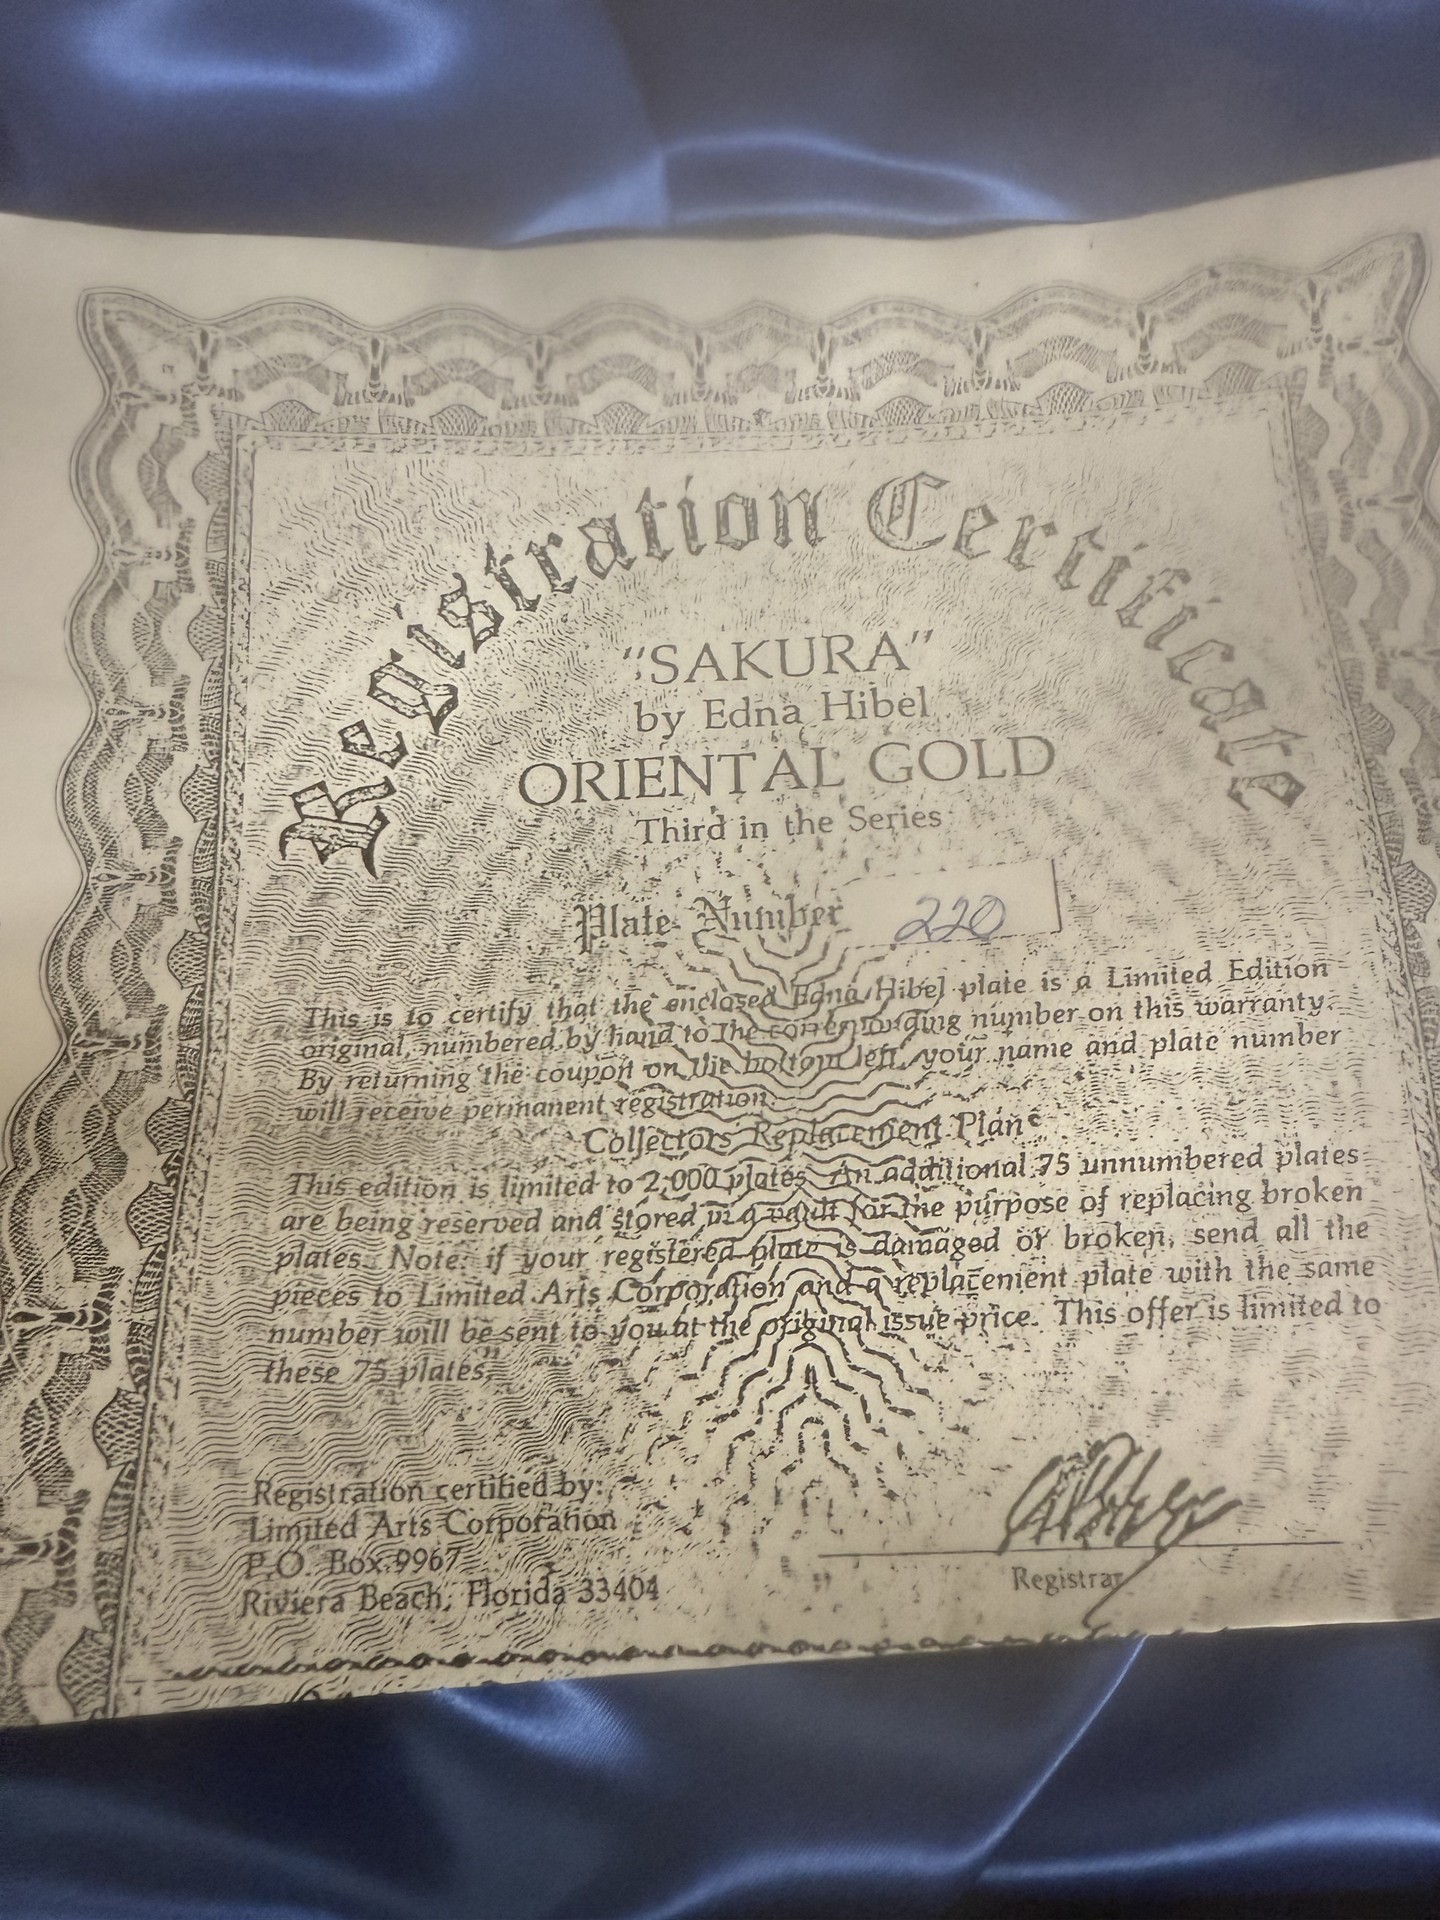 Registration Certificate
"SAKURA"
by Edna Hibel
ORIENTAL GOLD
Third in the Series
Plate Number 220
This is to certify that the enclosed Edna Hibel plate is a Limited Edition
original, numbered by hand to the corresponding number on this warranty.
By returning the coupon on the bottom left, your name and plate number
will receive permanent registration.
Collectors Replacement Plan©
This edition is limited to 2,000 plates. An additional 75 unnumbered plates
are being reserved and stored in a vault for the purpose of replacing broken
plates. Note: if your registered plate is damaged or broken, send all the
pieces to Limited Arts Corporation and a replacement plate with the same
number will be sent to you at the original issue price. This offer is limited to
these 75 plates.
Registration certified by:
Limited Arts Corporation
P.O. Box 9967
Riviera Beach, Florida 33404
Registrar